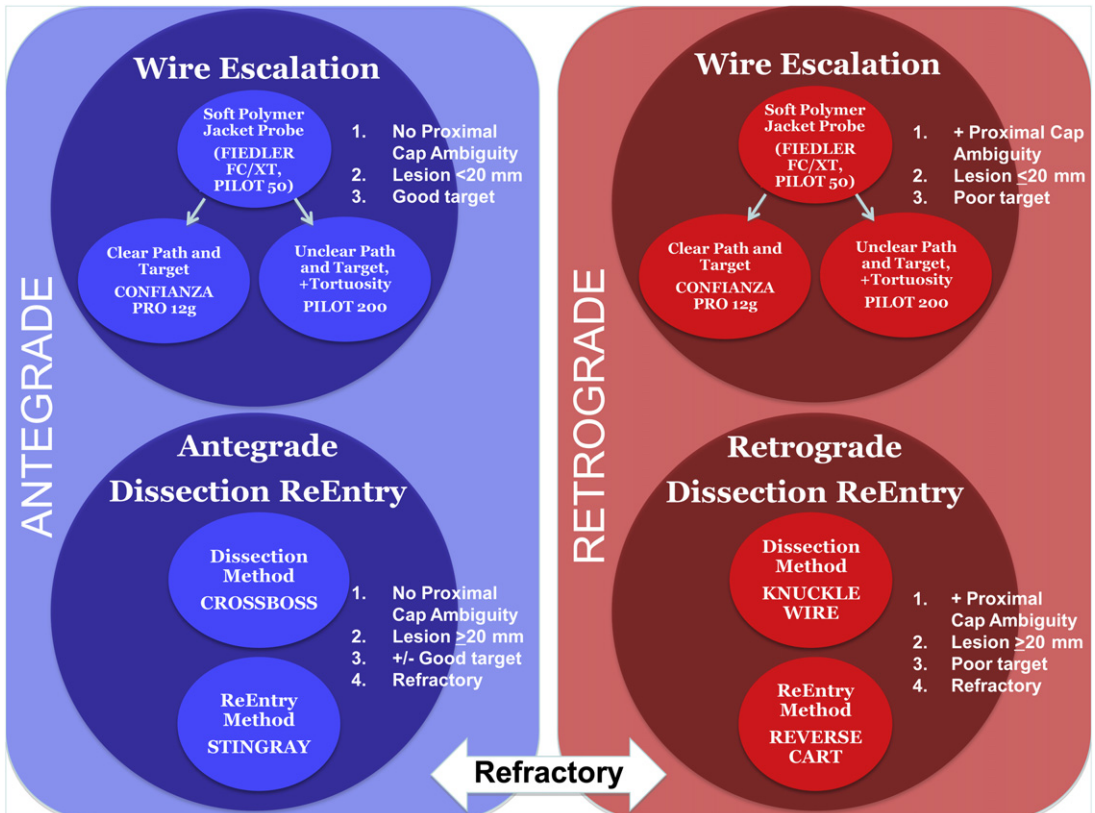 ANTEGRADE
Wire Escalation
Soft Polymer
Jacket Probe
(FIEDLER
FC/XT,
PILOT 50)
1. No Proximal
Cap Ambiguity
2. Lesion <20 mm
3. Good target
Clear Path and
Target
CONFIANZA
PRO 12g
Unclear Path
and Target,
+Tortuosity
PILOT 200
Antegrade
Dissection ReEntry
Dissection
Method
CROSSBOSS
1. No Proximal
Cap Ambiguity
2. Lesion ≥20 mm
3. +/- Good target
4. Refractory
ReEntry
Method
STINGRAY
RETROGRADE
Wire Escalation
Soft Polymer
Jacket Probe
(FIEDLER
FC/XT,
PILOT 50)
1. + Proximal Cap
Ambiguity
2. Lesion ≤20 mm
3. Poor target
Clear Path and
Target
CONFIANZA
PRO 12g
Unclear Path
and Target,
+Tortuosity
PILOT 200
Retrograde
Dissection ReEntry
Dissection
Method
KNUCKLE
WIRE
1. + Proximal
Cap Ambiguity
2. Lesion ≥20 mm
3. Poor target
4. Refractory
ReEntry
Method
REVERSE
CART
Refractory